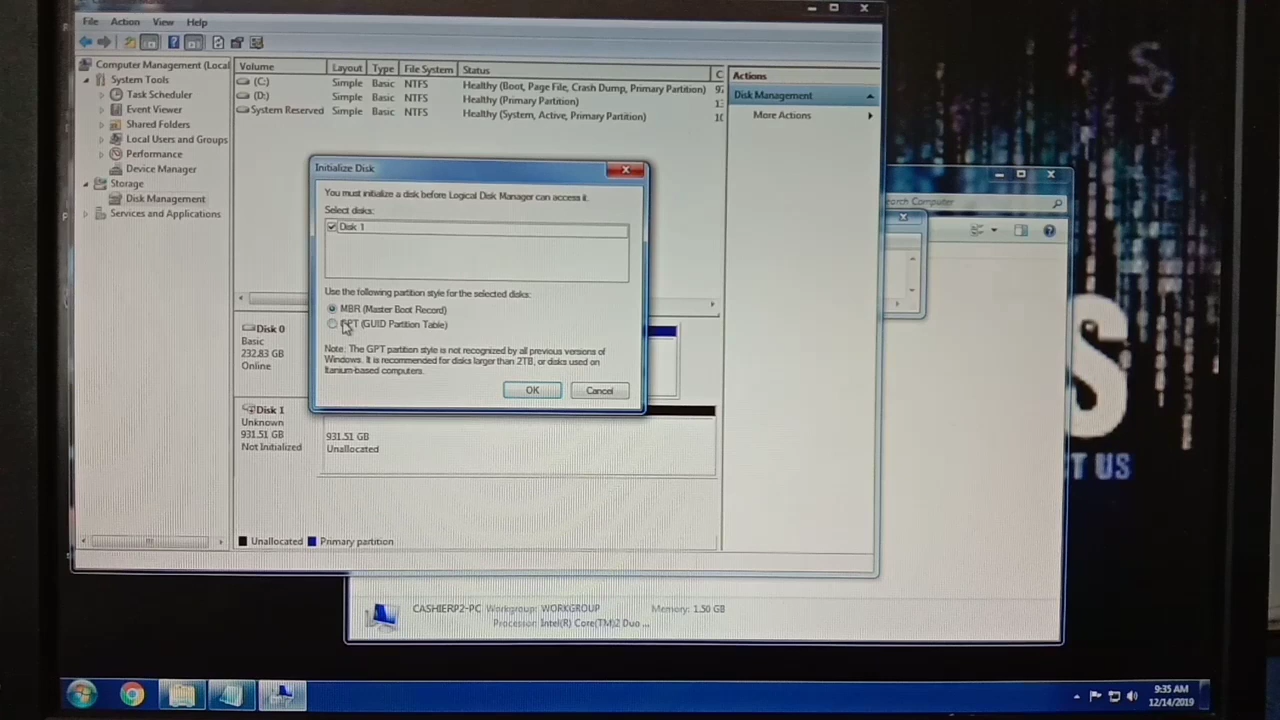 File Action View Help
Computer Management (Local
System Tools
Task Scheduler
Event Viewer
Shared Folders
Local Users and Groups
Performance
Device Manager
Storage
Disk Management
Services and Applications
Volume Layout Type File System Status C
(C:) Simple Basic NTFS Healthy (Boot, Page File, Crash Dump, Primary Partition)
(D:) Simple Basic NTFS Healthy (Primary Partition)
System Reserved Simple Basic NTFS Healthy (System, Active, Primary Partition)
Actions
Disk Management
More Actions
Initialize Disk
You must initialize a disk before Logical Disk Manager can access it.
Select disks:
Disk 1
Use the following partition style for the selected disks:
MBR (Master Boot Record)
GPT (GUID Partition Table)
Note: The GPT partition style is not recognized by all previous versions of
Windows. It is recommended for disks larger than 2TB, or disks used on
Itanium-based computers.
OK Cancel
Disk 0
Basic
232.83 GB
Online
Disk 1
Unknown
931.51 GB
Not Initialized
931.51 GB
Unallocated
Unallocated Primary partition
Search Computer
S
T US
CASHIERP2-PC Workgroup: WORKGROUP Memory: 1.50 GB
Processor: Intel(R) Core(TM)2 Duo ...
9:35 AM
12/14/2019